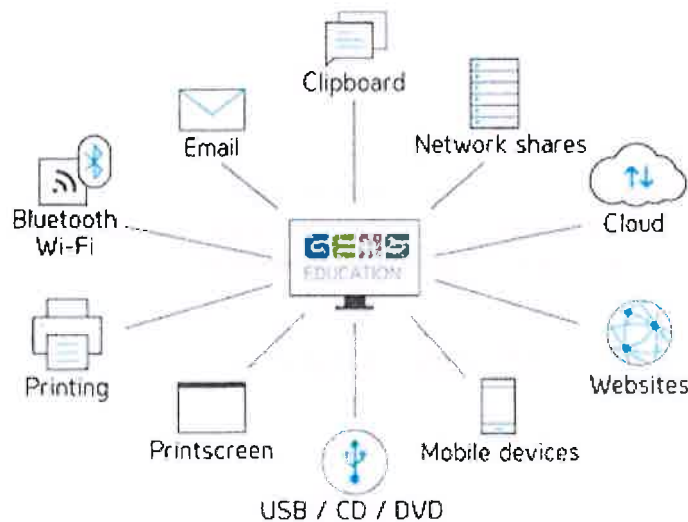 Clipboard
Email
Network shares
Bluetooth
Wi-Fi
Cloud
GEMS
EDUCATION
Printing
Websites
Printscreen
Mobile devices
USB / CD / DVD